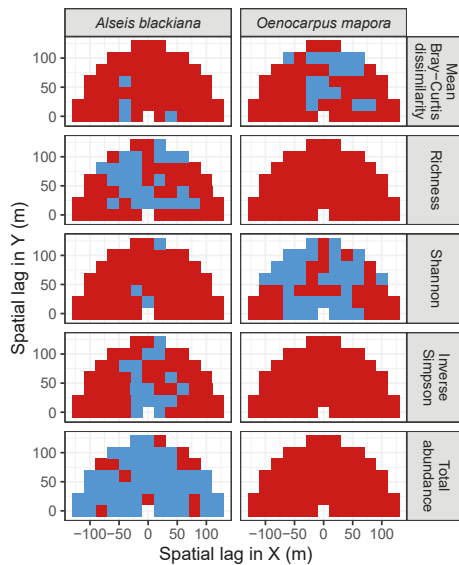 Alseis blackiana
Oenocarpus mapora
Spatial lag in Y (m)
100
50
0
Mean
Bray−Curtis
dissimilarity
100
50
0
Richness
100
50
0
Shannon
100
50
0
Inverse
Simpson
100
50
0
Total
abundance
−100−50 0 50 100
−100−50 0 50 100
Spatial lag in X (m)